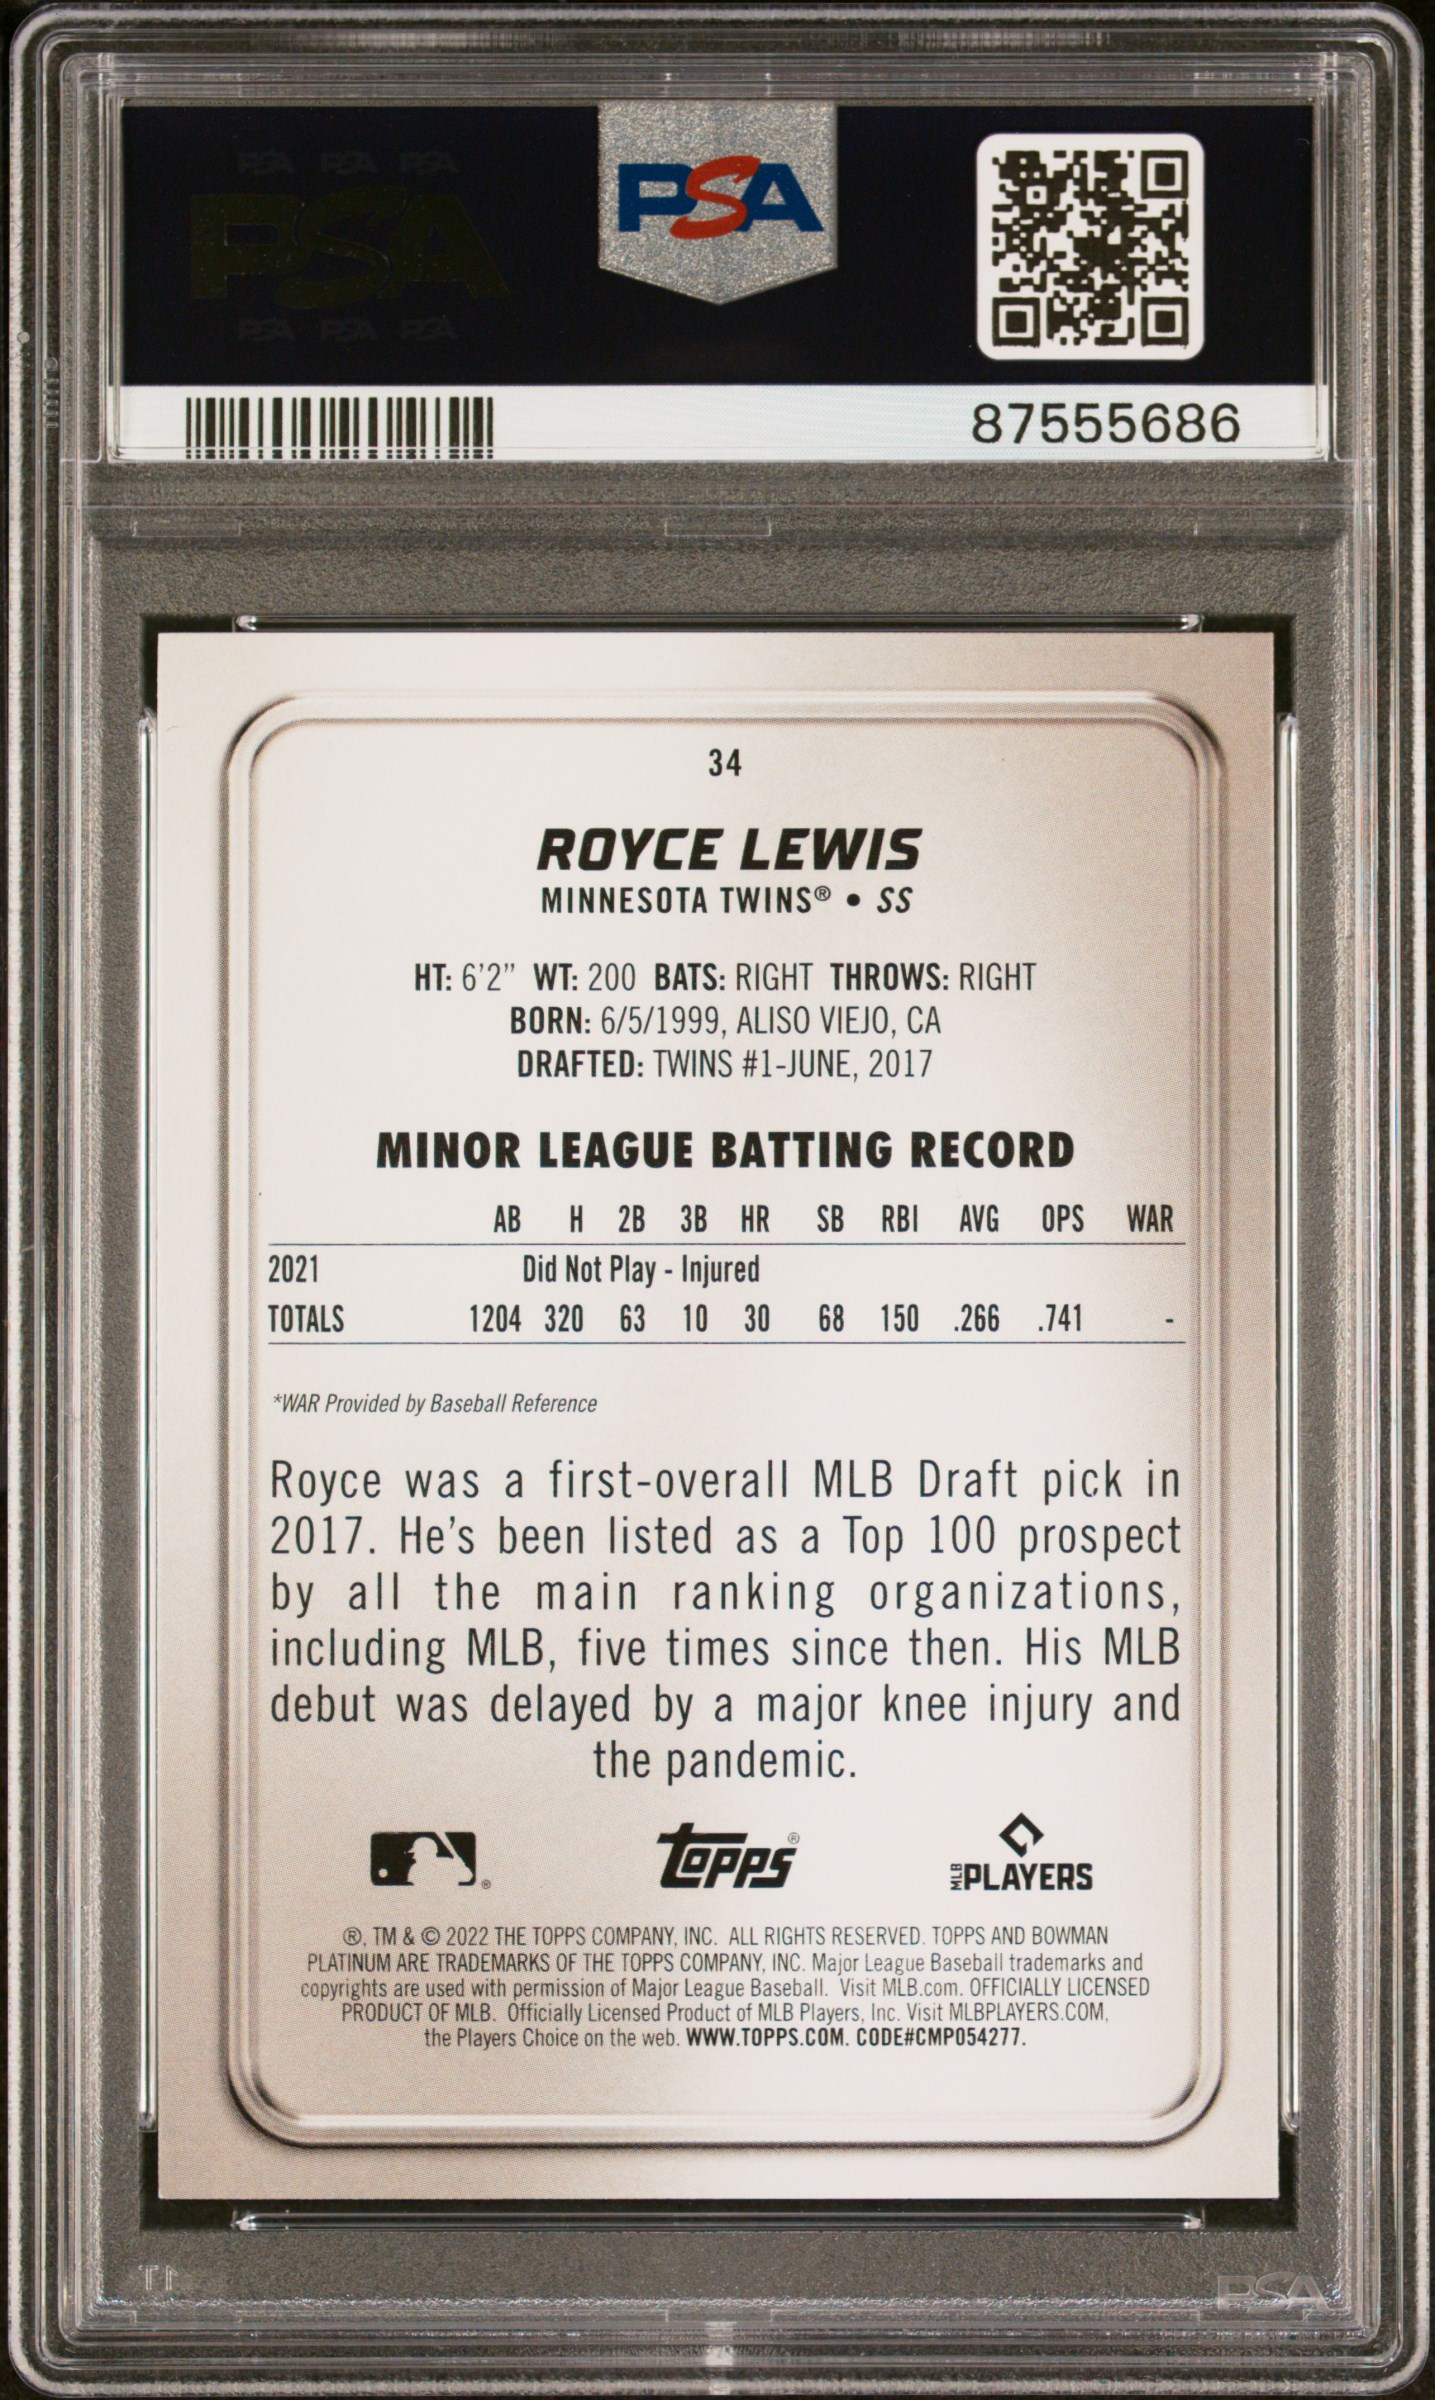 PSA PSA PSA
PSA
PSA PSA PSA
PSA
87555686
34
ROYCE LEWIS
MINNESOTA TWINS® • SS
HT: 6'2" WT: 200 BATS: RIGHT THROWS: RIGHT
BORN: 6/5/1999, ALISO VIEJO, CA
DRAFTED: TWINS #1-JUNE, 2017
MINOR LEAGUE BATTING RECORD
AB H 2B 3B HR SB RBI AVG OPS WAR
2021 Did Not Play - Injured
TOTALS 1204 320 63 10 30 68 150 .266 .741 -
*WAR Provided by Baseball Reference
Royce was a first-overall MLB Draft pick in
2017. He's been listed as a Top 100 prospect
by all the main ranking organizations,
including MLB, five times since then. His MLB
debut was delayed by a major knee injury and
the pandemic.
®
Topps®
MLB PLAYERS
®, TM & © 2022 THE TOPPS COMPANY, INC. ALL RIGHTS RESERVED. TOPPS AND BOWMAN
PLATINUM ARE TRADEMARKS OF THE TOPPS COMPANY, INC. Major League Baseball trademarks and
copyrights are used with permission of Major League Baseball. Visit MLB.com. OFFICIALLY LICENSED
PRODUCT OF MLB. Officially Licensed Product of MLB Players, Inc. Visit MLBPLAYERS.COM,
the Players Choice on the web. WWW.TOPPS.COM. CODE#CMP054277.
PSA